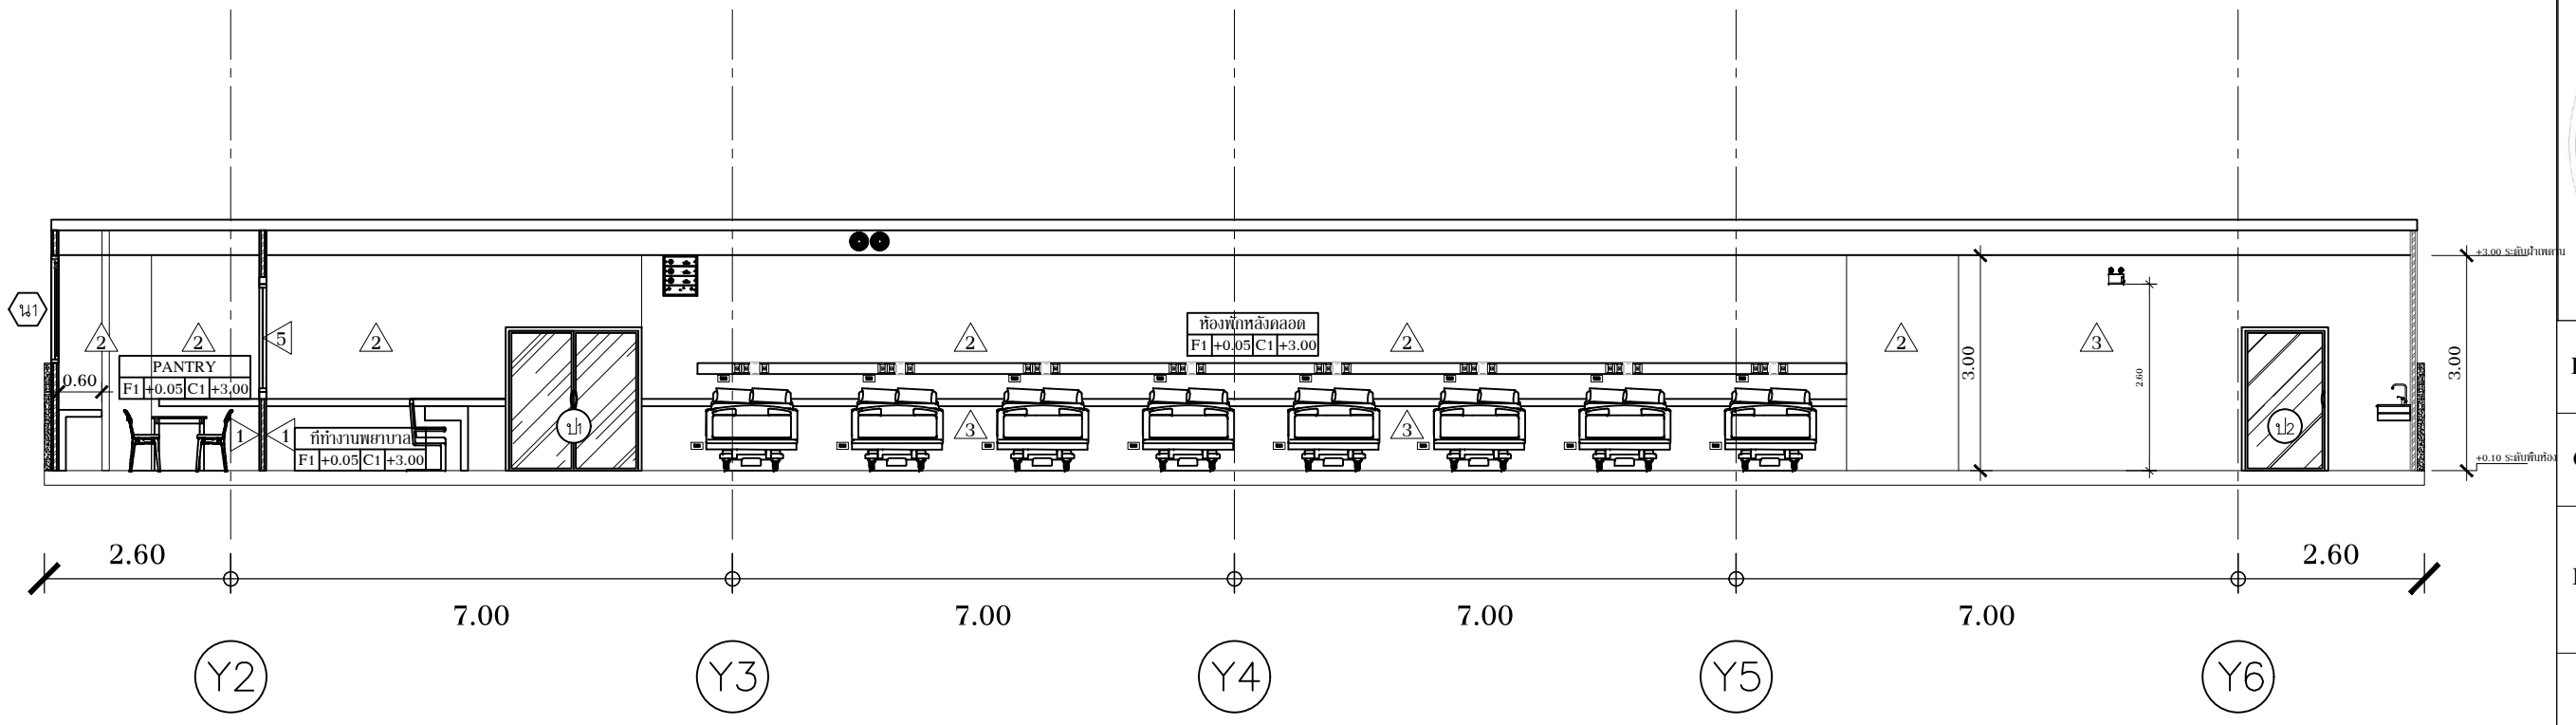 +3.00 ระดับฝ้าเพดาน
น1
ห้องพักหลังคลอด
F1 +0.05 C1 +3.00
2 2 5 2 2 2 2 3
PANTRY
F1 +0.05 C1 +3.00
0.60
3.00
2.60
3.00
ป1
ป2
1 1
3 3
ที่ทำงานพยาบาล
F1 +0.05 C1 +3.00
+0.10 ระดับพื้นห้อง
2.60
2.60
7.00 7.00 7.00 7.00
Y2 Y3 Y4 Y5 Y6